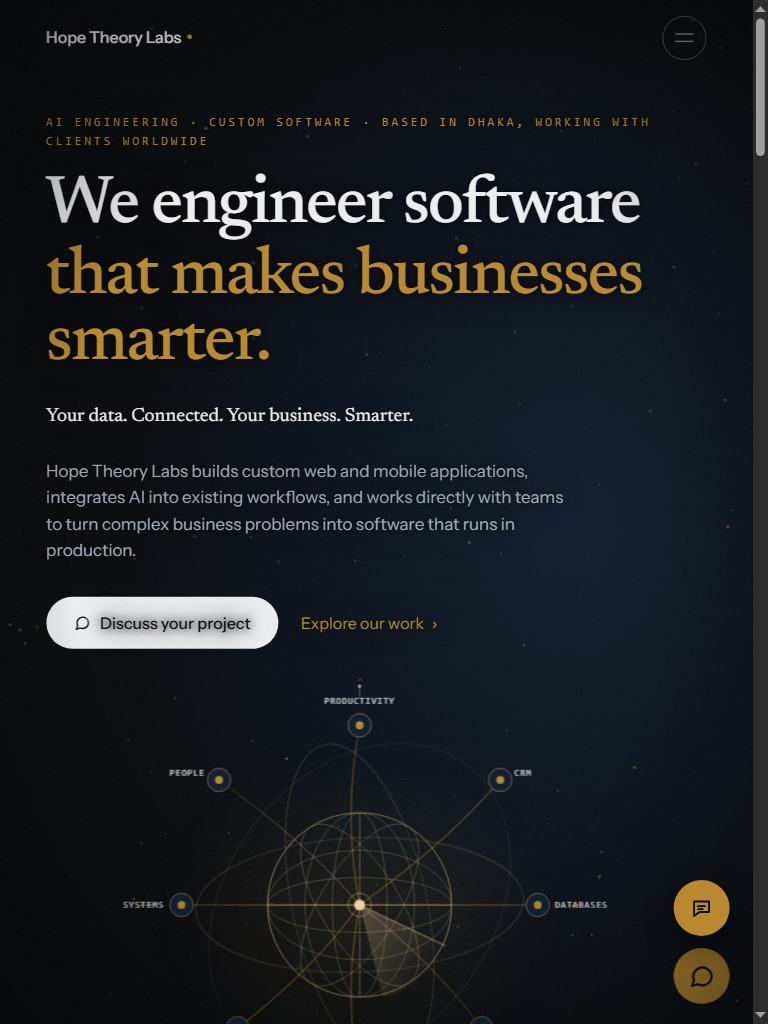 Hope Theory Labs
AI ENGINEERING · CUSTOM SOFTWARE · BASED IN DHAKA, WORKING WITH
CLIENTS WORLDWIDE
We engineer software
that makes businesses
smarter.
Your data. Connected. Your business. Smarter.
Hope Theory Labs builds custom web and mobile applications,
integrates AI into existing workflows, and works directly with teams
to turn complex business problems into software that runs in
production.
Discuss your project
Explore our work ›
PRODUCTIVITY
PEOPLE
CRM
SYSTEMS
DATABASES